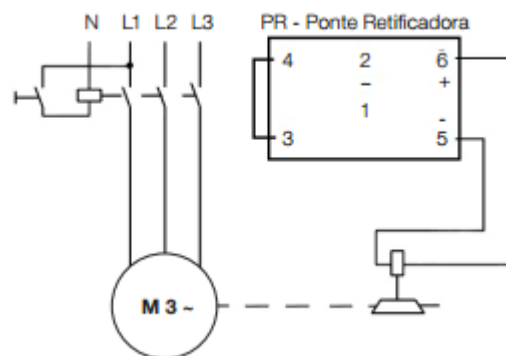 N L1 L2 L3
PR - Ponte Retificadora
4 2 6
– +
1
-
3 5
M 3 ~